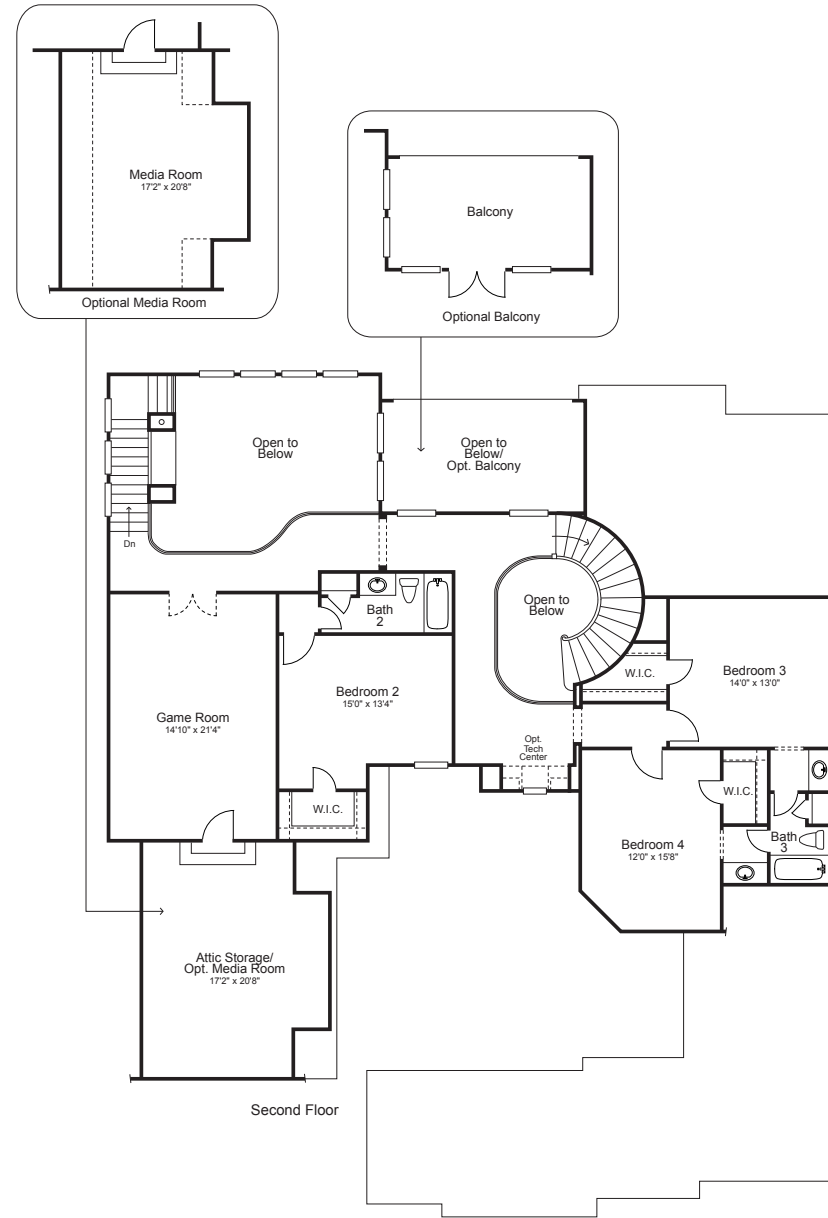 Media Room
17'2" x 20'8"
Optional Media Room
Balcony
Optional Balcony
Open to
Below
Open to
Below/
Opt. Balcony
Dn
Bath
2
Open to
Below
W.I.C.
Bedroom 3
14'0" x 13'0"
Bedroom 2
15'0" x 13'4"
Game Room
14'10" x 21'4"
Opt.
Tech
Center
W.I.C.
W.I.C.
Bath
3
Bedroom 4
12'0" x 15'8"
Attic Storage/
Opt. Media Room
17'2" x 20'8"
Second Floor